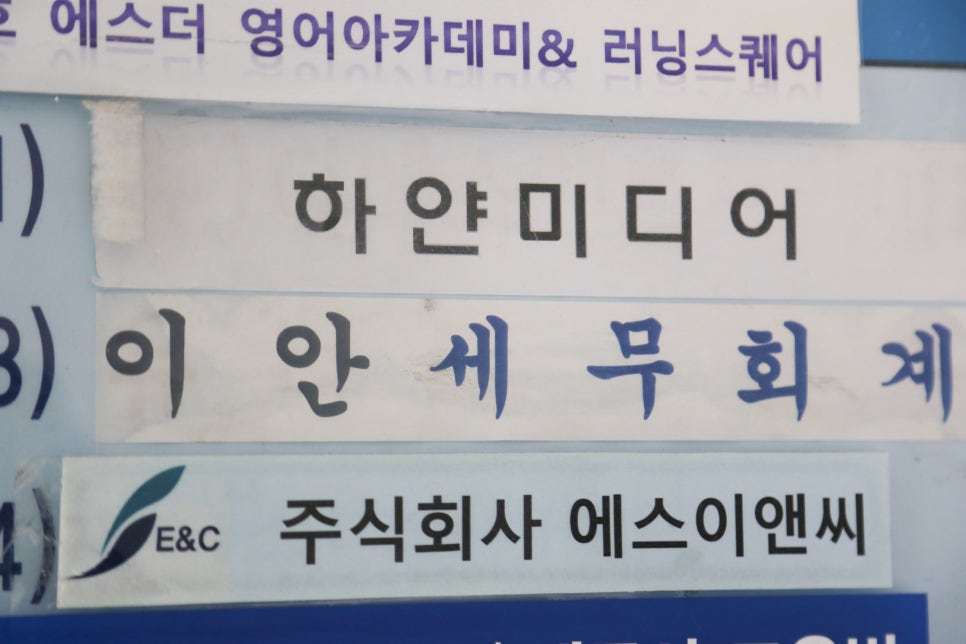 에스더 영어아카데미& 러닝스퀘어
하얀미디어
이안세무회계
E&C 주식회사 에스이앤씨